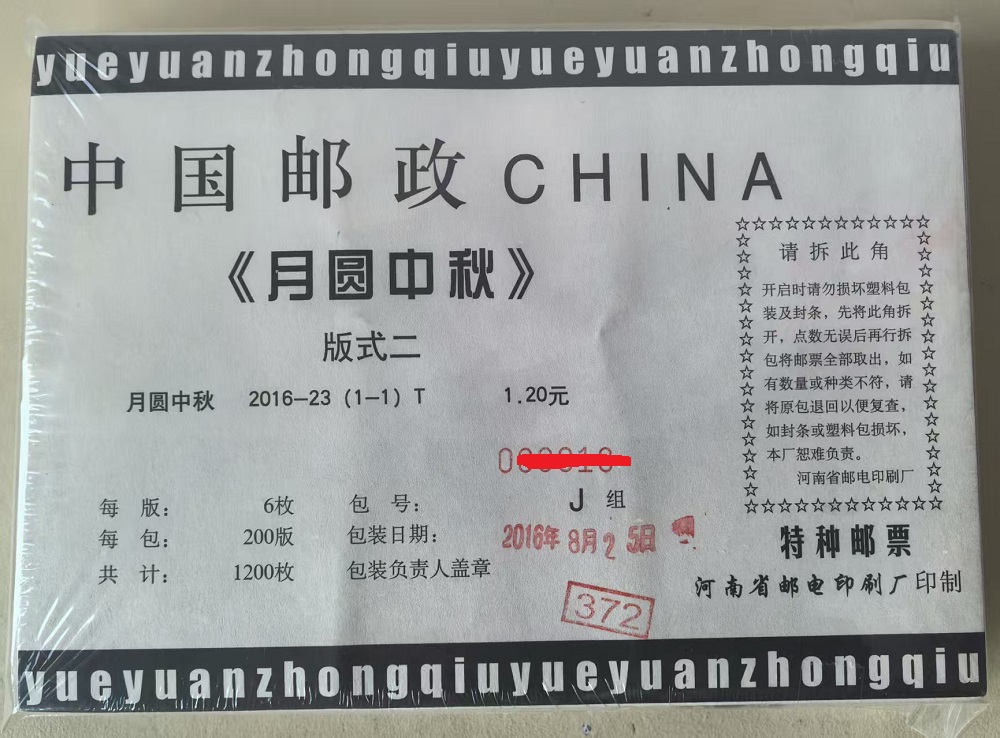 yueyuanzhongqiuyueyuanzhongqiu
中国邮政CHINA
《月圆中秋》
版式二
月圆中秋 2016-23 (1-1) T 1.20元
每 版： 6枚 包 号： J 组
每 包： 200版 包装日期： 2016年 8月 2 5日
共 计： 1200枚 包装负责人盖章
372
请拆此角
开启时请勿损坏塑料包
装及封条，先将此角拆
开，点数无误后再行拆
包将邮票全部取出，如
有数量或种类不符，请
将原包退回以便复查，
如封条或塑料包损坏，
本厂恕难负责。
河南省邮电印刷厂
特种邮票
河南省邮电印刷厂印制
yueyuanzhongqiuyueyuanzhongqiu